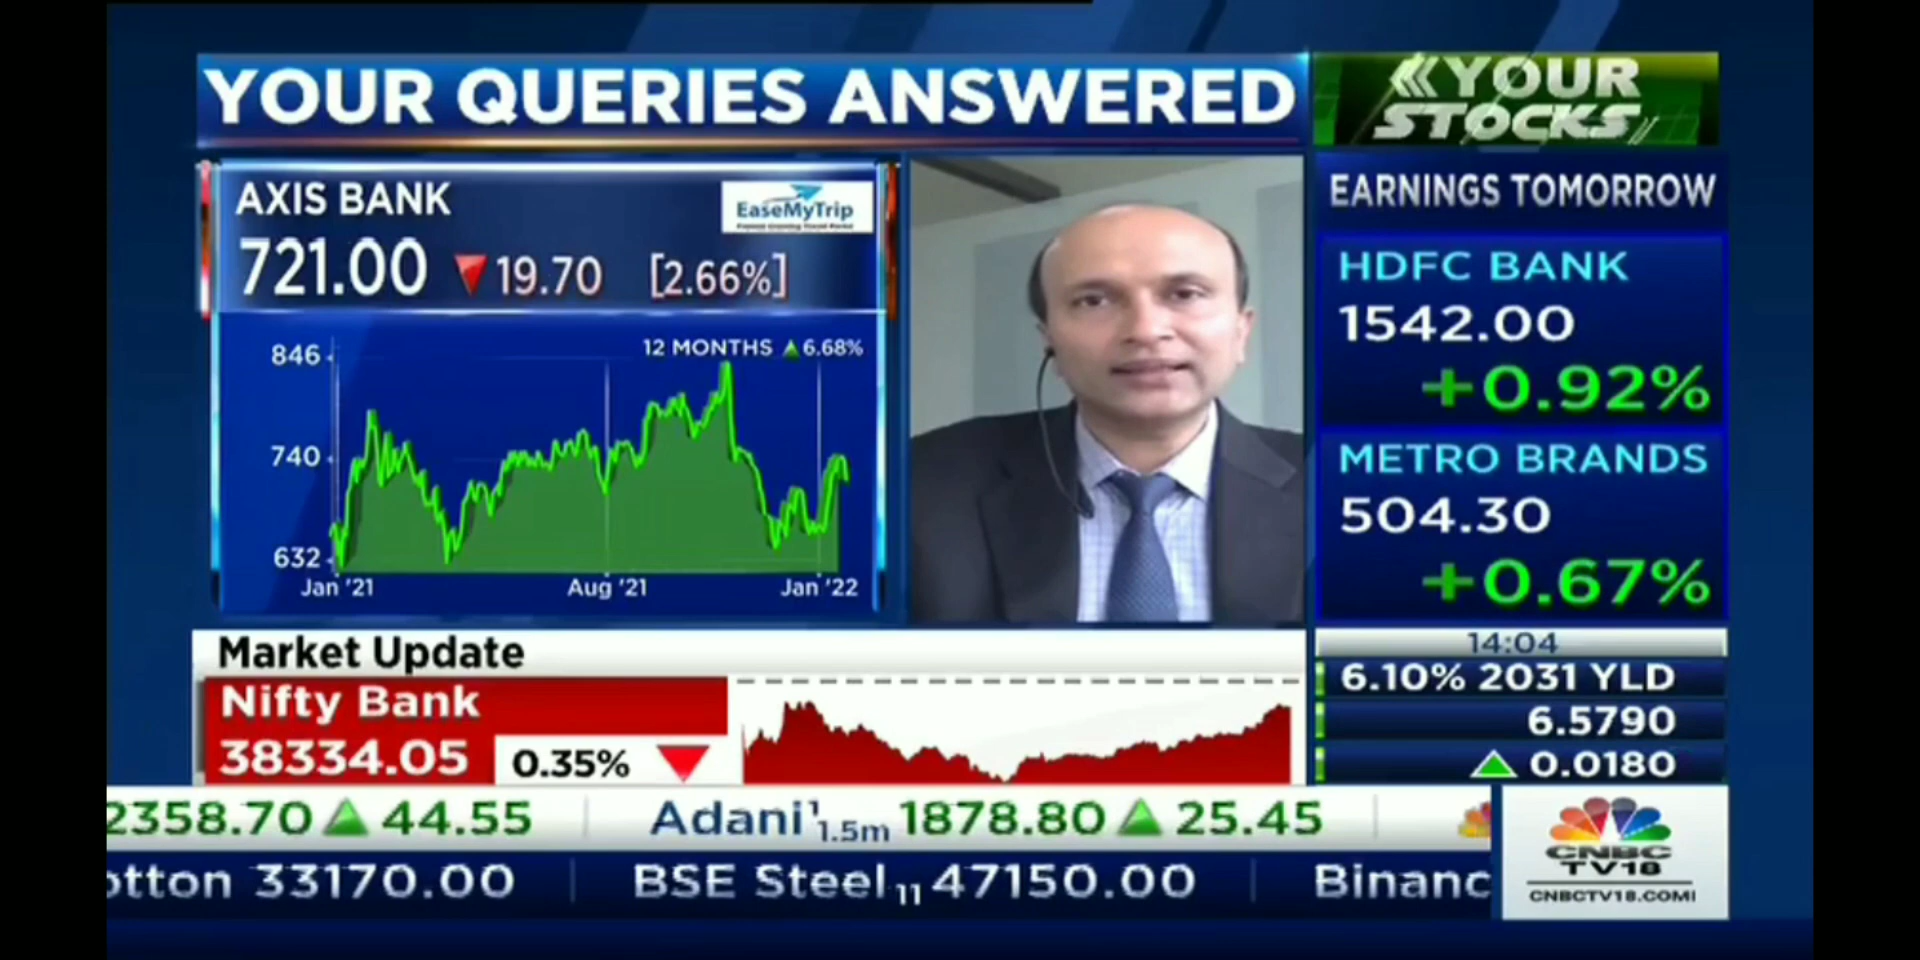 YOUR QUERIES ANSWERED
YOUR
STOCKS
AXIS BANK
EaseMyTrip
721.00 19.70 [2.66%]
12 MONTHS 6.68%
846
740
632
Jan '21 Aug '21 Jan '22
EARNINGS TOMORROW
HDFC BANK
1542.00
+0.92%
METRO BRANDS
504.30
+0.67%
14:04
6.10% 2031 YLD
6.5790
0.0180
Market Update
Nifty Bank
38334.05 0.35%
2358.70 44.55 Adani 1 1.5m 1878.80 25.45
otton 33170.00 BSE Steel 11 47150.00 Binanc
CNBC
TV18
CNBCTV18.COM